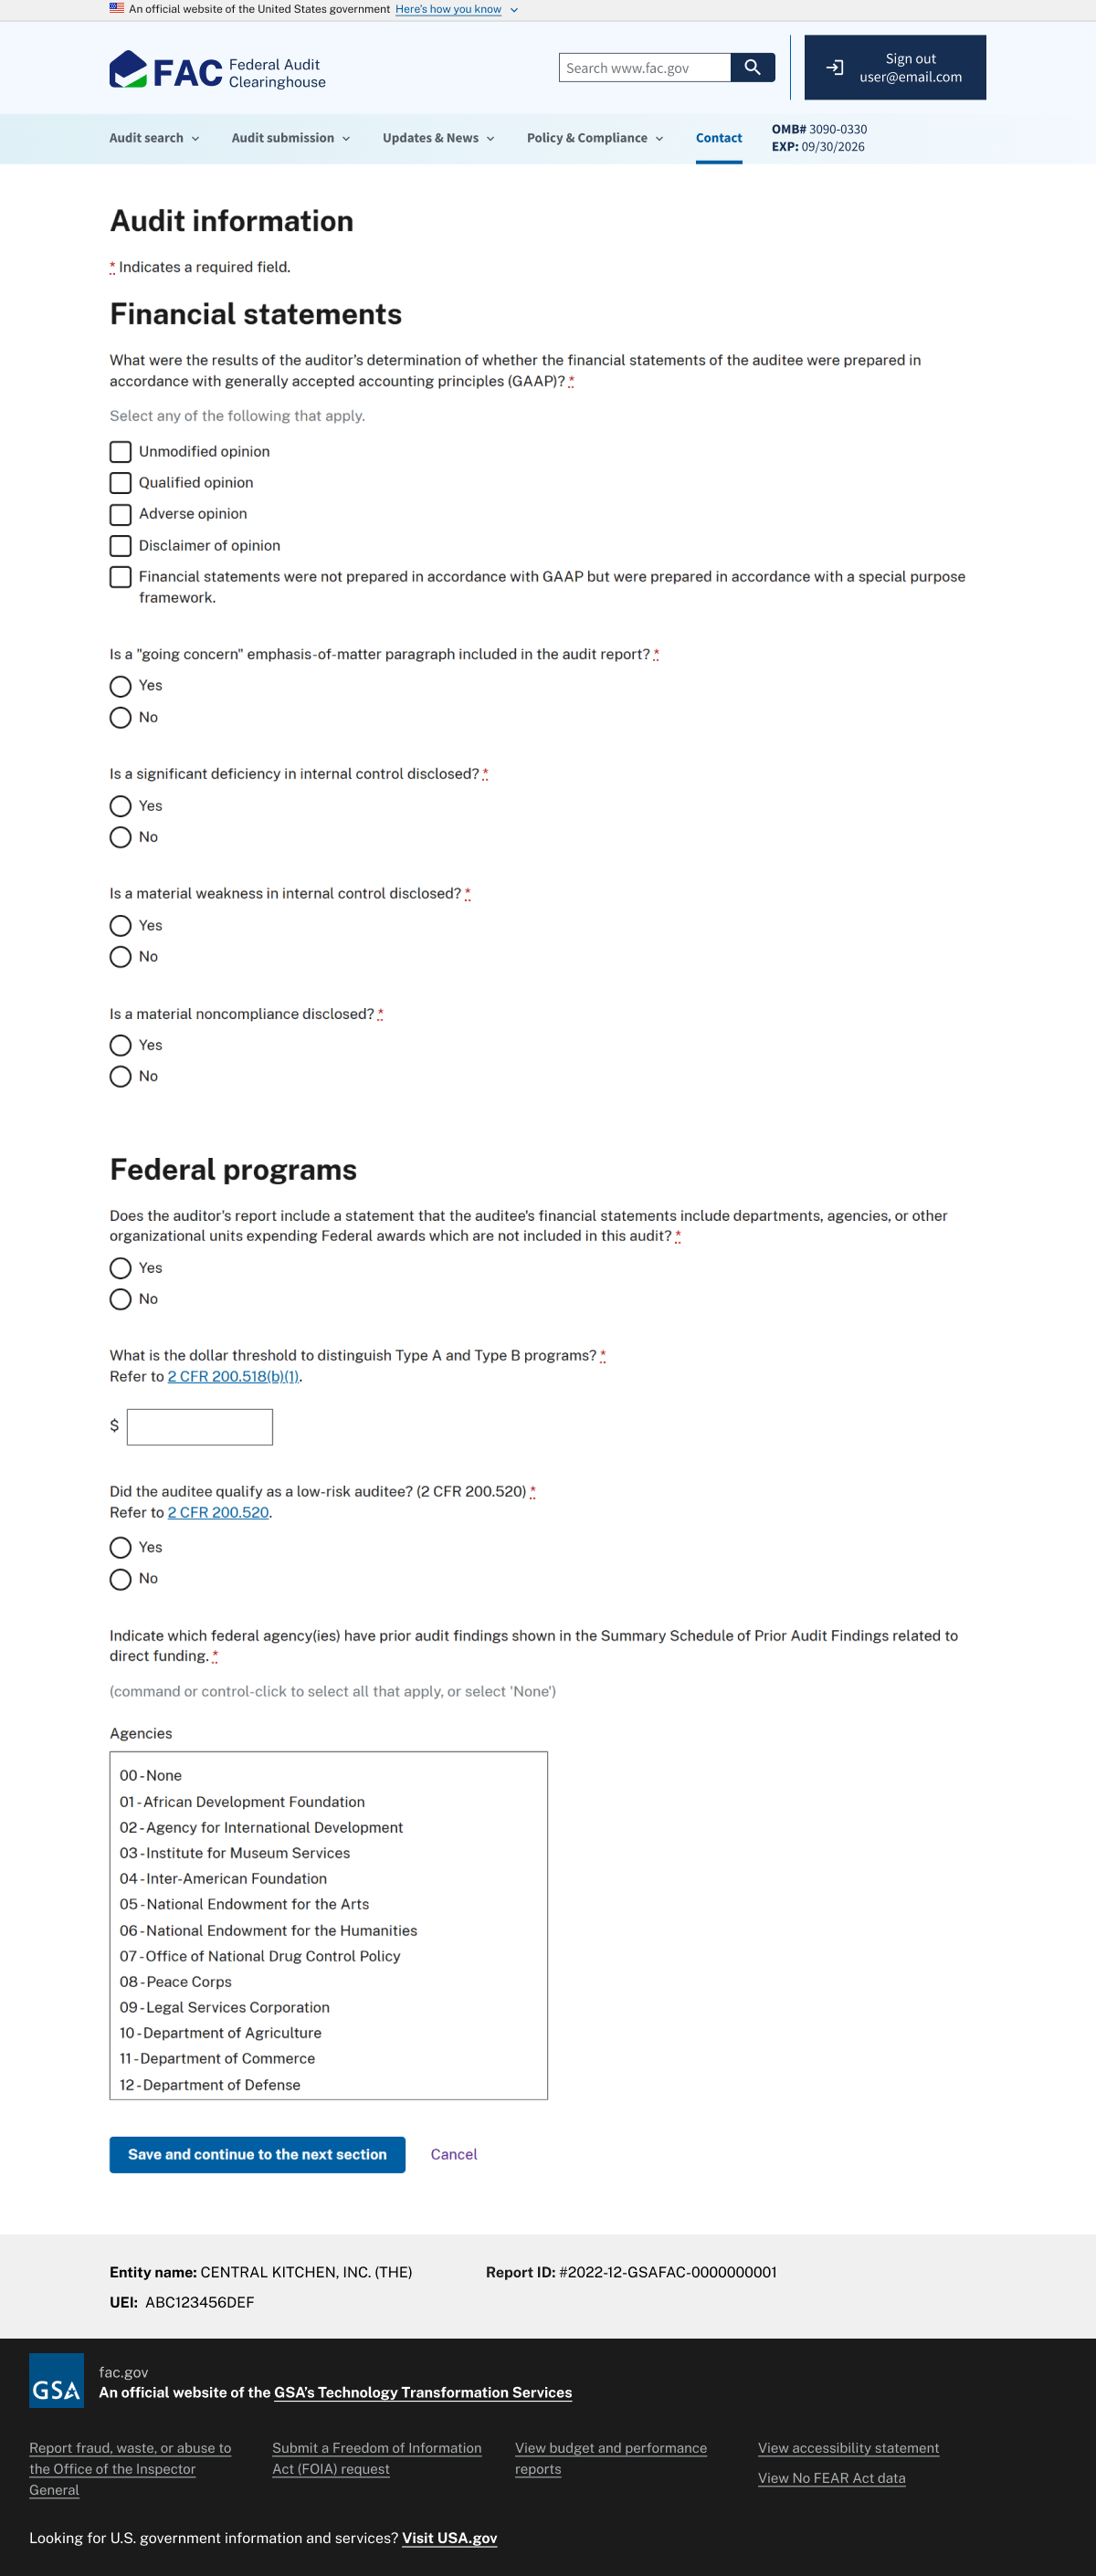 An official website of the United States government Here's how you know
FAC Federal Audit
Clearinghouse
Search www.fac.gov
Sign out
user@email.com
Audit search
Audit submission
Updates & News
Policy & Compliance
Contact
OMB# 3090-0330
EXP: 09/30/2026
Audit information
* Indicates a required field.
Financial statements
What were the results of the auditor’s determination of whether the financial statements of the auditee were prepared in
accordance with generally accepted accounting principles (GAAP)? *
Select any of the following that apply.
Unmodified opinion
Qualified opinion
Adverse opinion
Disclaimer of opinion
Financial statements were not prepared in accordance with GAAP but were prepared in accordance with a special purpose
framework.
Is a "going concern" emphasis-of-matter paragraph included in the audit report? *
Yes
No
Is a significant deficiency in internal control disclosed? *
Yes
No
Is a material weakness in internal control disclosed? *
Yes
No
Is a material noncompliance disclosed? *
Yes
No
Federal programs
Does the auditor's report include a statement that the auditee's financial statements include departments, agencies, or other
organizational units expending Federal awards which are not included in this audit? *
Yes
No
What is the dollar threshold to distinguish Type A and Type B programs? *
Refer to 2 CFR 200.518(b)(1).
$
Did the auditee qualify as a low-risk auditee? (2 CFR 200.520) *
Refer to 2 CFR 200.520.
Yes
No
Indicate which federal agency(ies) have prior audit findings shown in the Summary Schedule of Prior Audit Findings related to
direct funding. *
(command or control-click to select all that apply, or select 'None')
Agencies
00 - None
01 - African Development Foundation
02 - Agency for International Development
03 - Institute for Museum Services
04 - Inter-American Foundation
05 - National Endowment for the Arts
06 - National Endowment for the Humanities
07 - Office of National Drug Control Policy
08 - Peace Corps
09 - Legal Services Corporation
10 - Department of Agriculture
11 - Department of Commerce
12 - Department of Defense
Save and continue to the next section
Cancel
Entity name: CENTRAL KITCHEN, INC. (THE)
Report ID: #2022-12-GSAFAC-0000000001
UEI: ABC123456DEF
GSA
fac.gov
An official website of the GSA’s Technology Transformation Services
Report fraud, waste, or abuse to
the Office of the Inspector
General
Submit a Freedom of Information
Act (FOIA) request
View budget and performance
reports
View accessibility statement
View No FEAR Act data
Looking for U.S. government information and services? Visit USA.gov